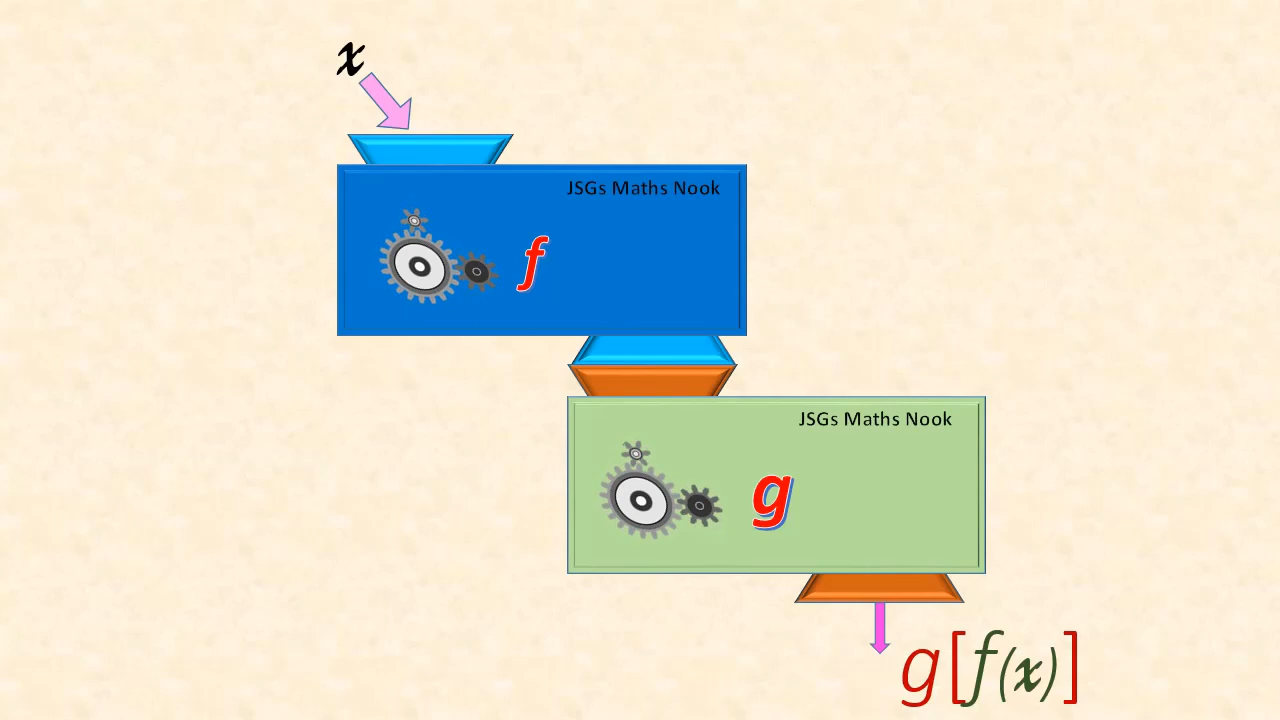 x
JSGs Maths Nook
f
JSGs Maths Nook
g
g[f(x)]